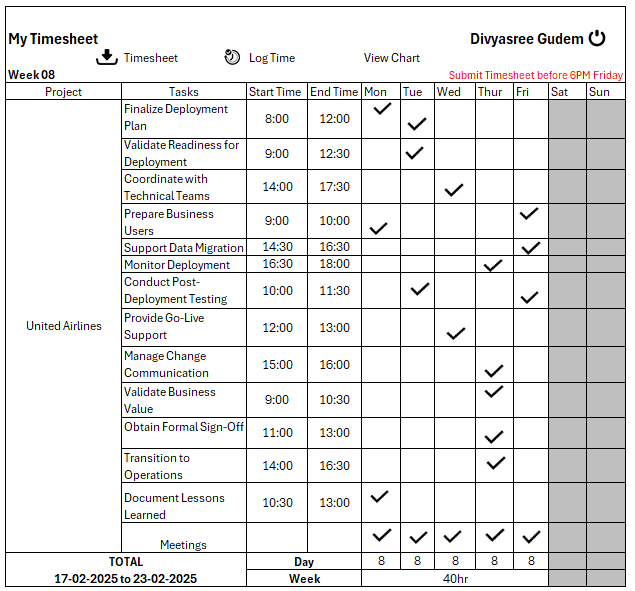 My Timesheet
Divyasree Gudem
Timesheet Log Time View Chart
Week 08 Submit Timesheet before 6PM Friday
Project Tasks Start Time End Time Mon Tue Wed Thur Fri Sat Sun
United Airlines
Finalize Deployment
Plan 8:00 12:00
Validate Readiness for
Deployment 9:00 12:30
Coordinate with
Technical Teams 14:00 17:30
Prepare Business
Users 9:00 10:00
Support Data Migration 14:30 16:30
Monitor Deployment 16:30 18:00
Conduct Post-
Deployment Testing 10:00 11:30
Provide Go-Live
Support 12:00 13:00
Manage Change
Communication 15:00 16:00
Validate Business
Value 9:00 10:30
Obtain Formal Sign-Off 11:00 13:00
Transition to
Operations 14:00 16:30
Document Lessons
Learned 10:30 13:00
Meetings
TOTAL Day 8 8 8 8 8
17-02-2025 to 23-02-2025 Week 40hr